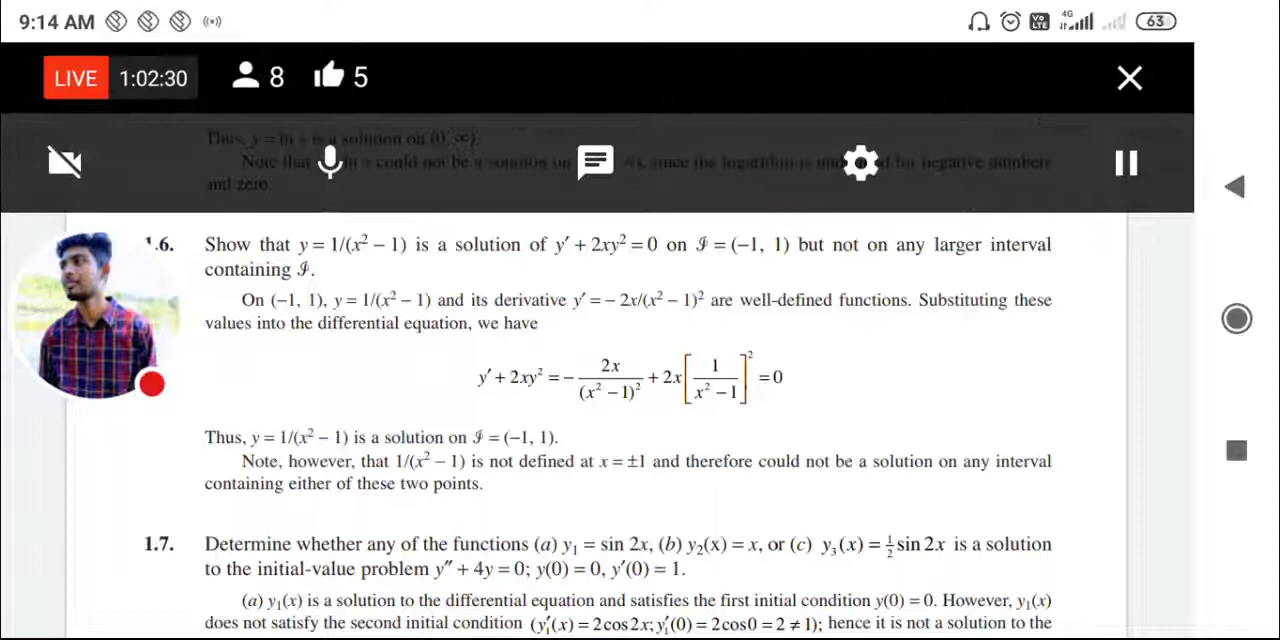 9:14 AM
4G
Vo
LTE
63
LIVE 1:02:30 8 5
Thus, y = ln x is a solution on (0, ∞).
Note that ln x could not be a solution on since the logarithm is undefined for negative numbers
and zero.
1.6. Show that y = 1/(x² − 1) is a solution of y′ + 2xy² = 0 on 𝓘 = (−1, 1) but not on any larger interval
containing 𝓘.
On (−1, 1), y = 1/(x² − 1) and its derivative y′ = − 2x/(x² − 1)² are well-defined functions. Substituting these
values into the differential equation, we have
y′ + 2xy² = − 2x/(x² − 1)² + 2x[1/(x² − 1)]² = 0
Thus, y = 1/(x² − 1) is a solution on 𝓘 = (−1, 1).
Note, however, that 1/(x² − 1) is not defined at x = ±1 and therefore could not be a solution on any interval
containing either of these two points.
1.7. Determine whether any of the functions (a) y₁ = sin 2x, (b) y₂(x) = x, or (c) y₃(x) = ½ sin 2x is a solution
to the initial-value problem y″ + 4y = 0; y(0) = 0, y′(0) = 1.
(a) y₁(x) is a solution to the differential equation and satisfies the first initial condition y(0) = 0. However, y₁(x)
does not satisfy the second initial condition (y₁′(x) = 2cos2x; y₁′(0) = 2cos0 = 2 ≠ 1); hence it is not a solution to the